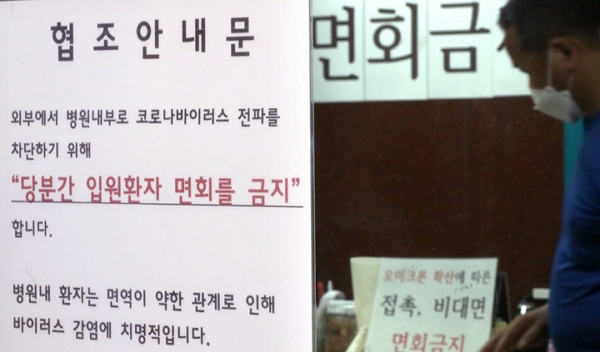 협조안내문
외부에서 병원내부로 코로나바이러스 전파를
차단하기 위해
“당분간 입원환자 면회를 금지”
합니다.
병원내 환자는 면역이 약한 관계로 인해
바이러스 감염에 치명적입니다.
면회금
오미크론 확산에 따른
접촉, 비대면
면회금지